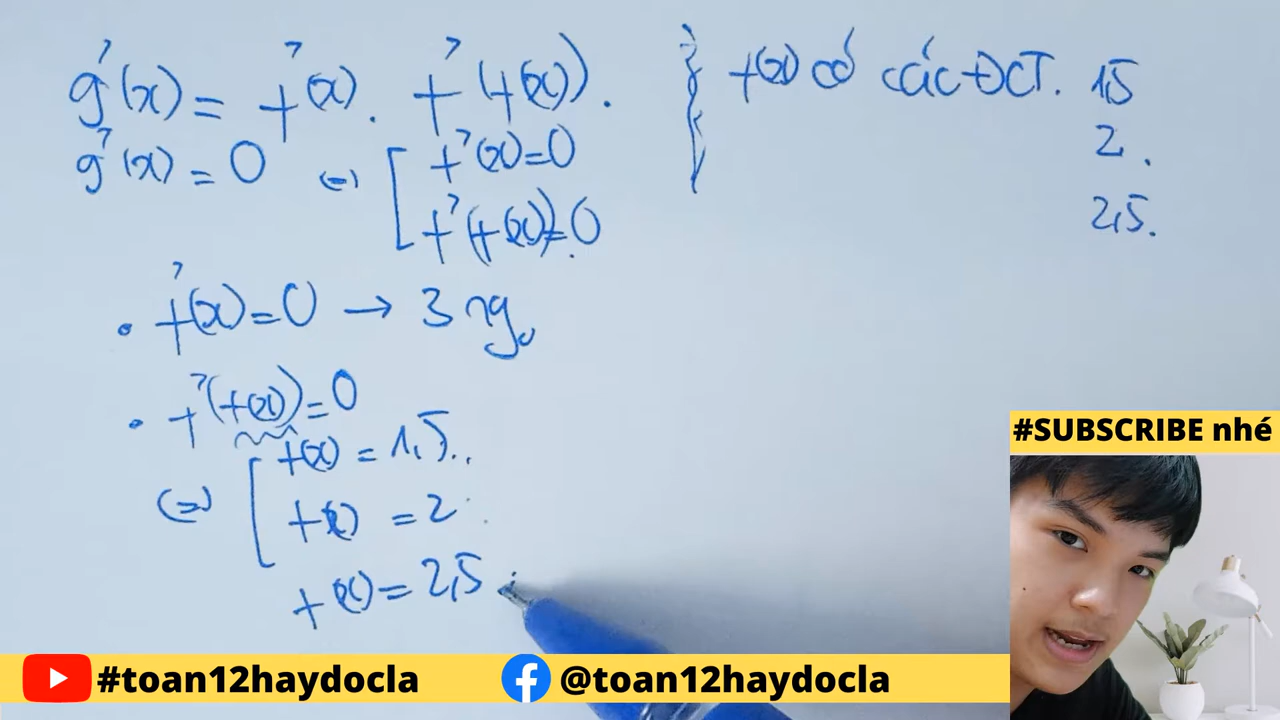 g'(x) = f'(x) . f'(f(x)) .
g'(x) = 0 ⇔ [ f'(x) = 0
f'(f(x)) = 0 .
• f'(x) = 0 → 3 ng
• f'(f(x)) = 0
⇔ [ f(x) = 1,5 .
f(x) = 2
f(x) = 2,5
f(x) có các ĐCT. 1,5
2 .
2,5 .
#SUBSCRIBE nhé
#toan12haydocla
@toan12haydocla